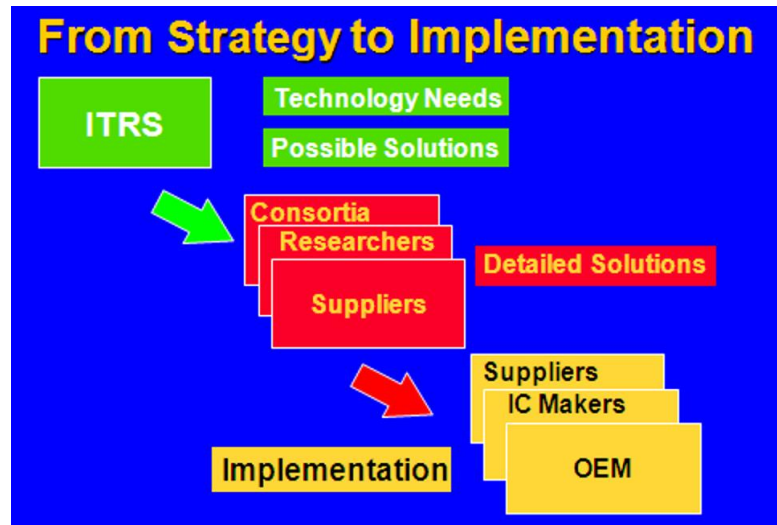 From Strategy to Implementation
ITRS
Technology Needs
Possible Solutions
Consortia
Researchers
Suppliers
Detailed Solutions
Suppliers
IC Makers
OEM
Implementation